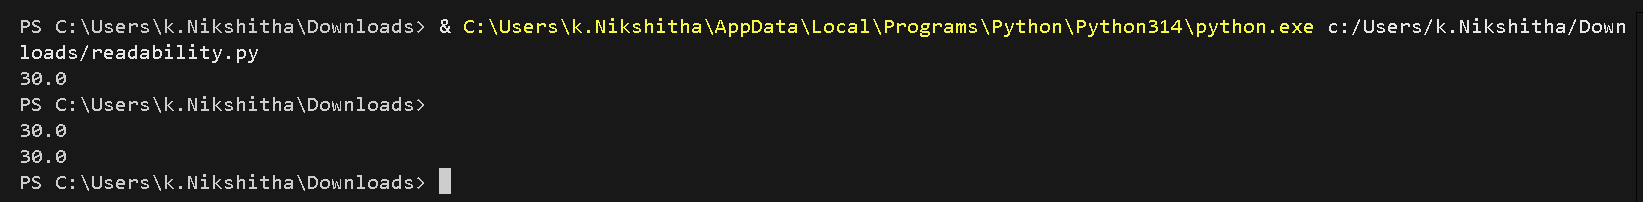 PS C:\Users\k.Nikshitha\Downloads> & C:\Users\k.Nikshitha\AppData\Local\Programs\Python\Python314\python.exe c:/Users/k.Nikshitha/Down
loads/readability.py
30.0
PS C:\Users\k.Nikshitha\Downloads>
30.0
30.0
PS C:\Users\k.Nikshitha\Downloads>